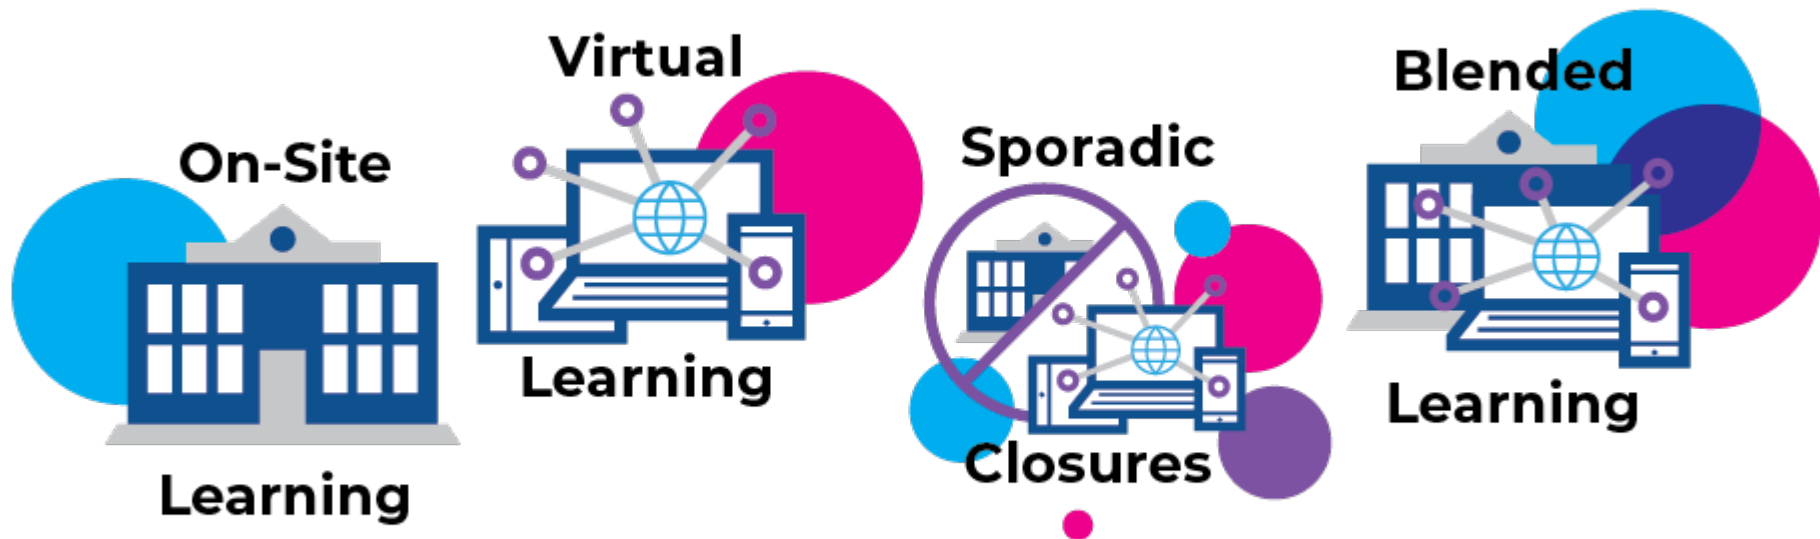 On-Site
Learning
Virtual
Learning
Sporadic
Closures
Blended
Learning